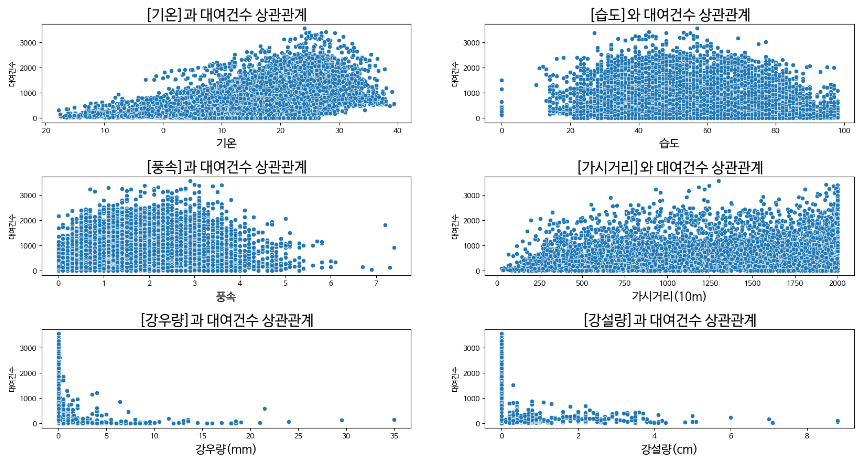 [기온]과 대여건수 상관관계
대여건수
3000
2000
1000
0
20 10 0 10 20 30 40
기온
[습도]와 대여건수 상관관계
대여건수
3000
2000
1000
0
0 20 40 60 80 100
습도
[풍속]과 대여건수 상관관계
대여건수
3000
2000
1000
0
0 1 2 3 4 5 6 7
풍속
[가시거리]와 대여건수 상관관계
대여건수
3000
2000
1000
0
0 250 500 750 1000 1250 1500 1750 2000
가시거리(10m)
[강우량]과 대여건수 상관관계
대여건수
3000
2000
1000
0
0 5 10 15 20 25 30 35
강우량(mm)
[강설량]과 대여건수 상관관계
대여건수
3000
2000
1000
0
0 2 4 6 8
강설량(cm)